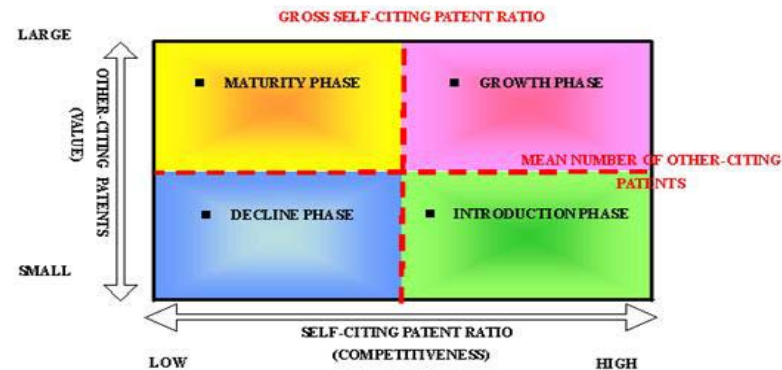 GROSS SELF-CITING PATENT RATIO
LARGE
OTHER-CITING PATENTS
(VALUE)
■ MATURITY PHASE
■ GROWTH PHASE
MEAN NUMBER OF OTHER-CITING
PATENTS
■ DECLINE PHASE
■ INTRODUCTION PHASE
SMALL
SELF-CITING PATENT RATIO
(COMPETITIVENESS)
LOW
HIGH